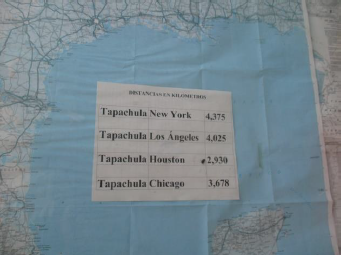 DISTANCIAS EN KILOMETROS
Tapachula New York 4,375
Tapachula Los Ángeles 4,025
Tapachula Houston 2,930
Tapachula Chicago 3,678